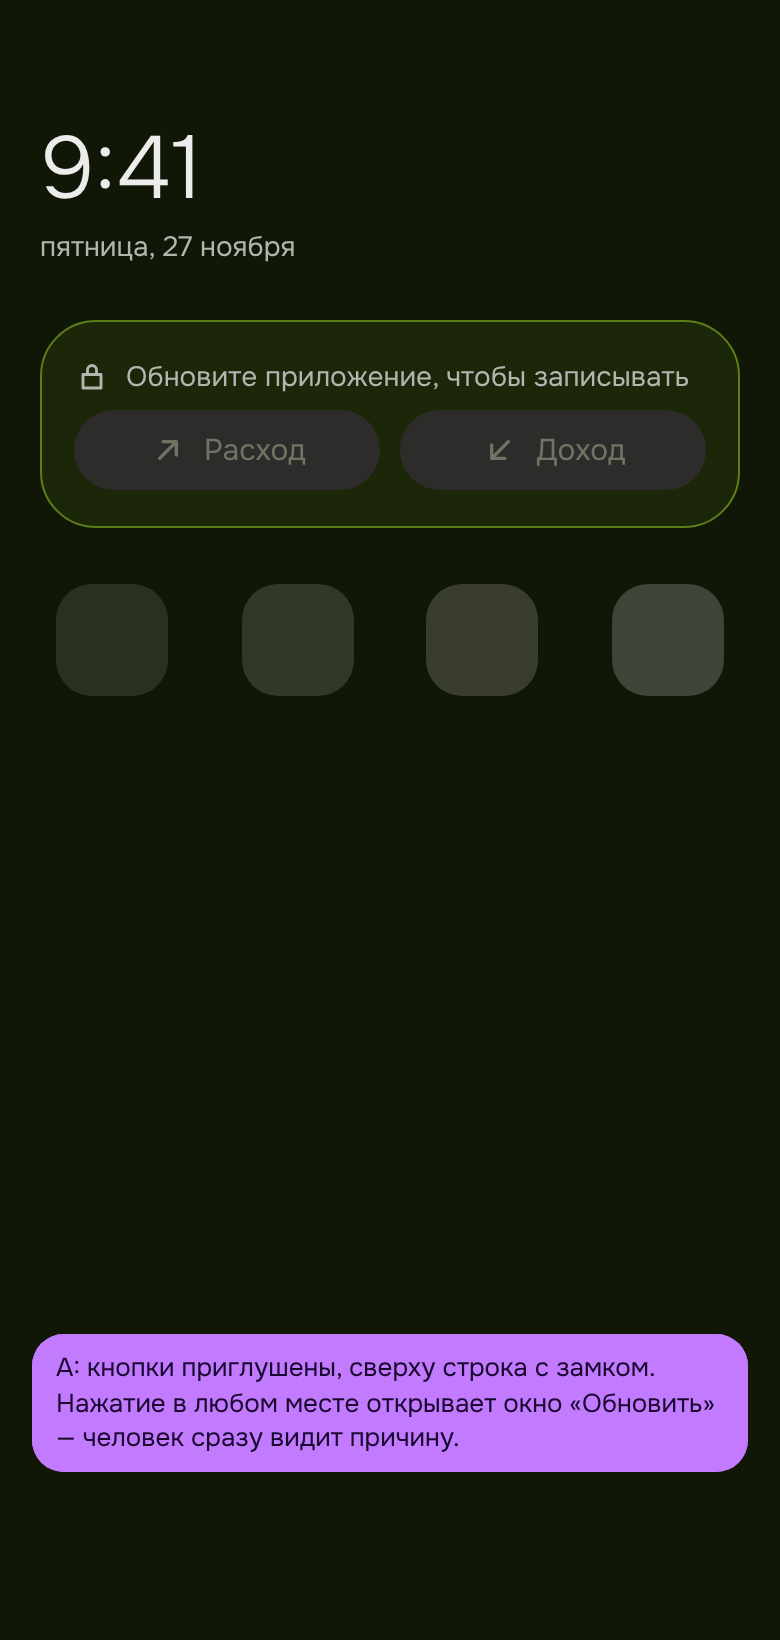 9:41
пятница, 27 ноября
Обновите приложение, чтобы записывать
Расход
Доход
А: кнопки приглушены, сверху строка с замком.
Нажатие в любом месте открывает окно «Обновить»
— человек сразу видит причину.